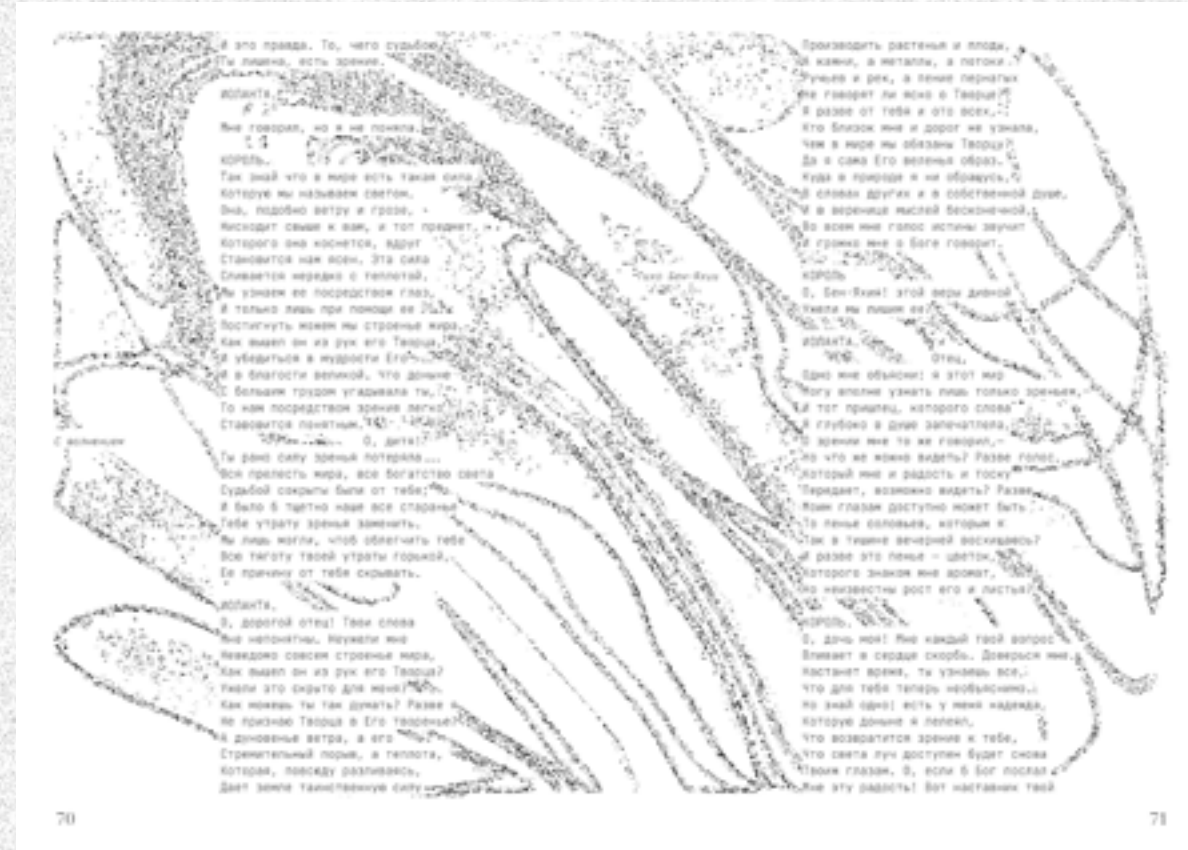 И это правда. То, чего судьбою
Ты лишена, есть зрение.
ИОЛАНТА.
Мне говорил, но я не поняла.
КОРОЛЬ.
Так знай что в мире есть такая сила,
Которую мы называем светом.
Она, подобно ветру и грозе,
Нисходит свыше к вам, и тот предмет,
Которого она коснется, вдруг
Становится нам ясен. Эта сила
Сливается нередко с теплотой.
Мы узнаем ее посредством глаз,
И только лишь при помощи ее
Постигнуть можем мы строенье мира,
Как вышел он из рук его Творца,
И убедиться в мудрости Его
И в благости великой. Что доныне
С большим трудом угадывала ты,
То нам посредством зрение легко
Становится понятным.
С волненьем
О, дитя!
Ты рано силу зренья потеряла
Вся прелесть мира, все богатство света
Судьбой сокрыты были от тебя;
И было б тщетно наше все старанье
Тебе утрату зренья заменить.
Мы лишь могли, чтоб облегчить тебе
Всю тяготу твоей утраты горькой,
Ее причину от тебя скрывать.
ИОЛАНТА.
О, дорогой отец! Твои слова
Мне непонятны. Неужели мне
Неведомо совсем строенье мира,
Как вышел он из рук его Творца?
Ужели это скрыто для меня?
Как можешь ты так думать? Разве
Не признаю Творца в Его творенье?
А дуновенье ветра, а его
Стремительный порыв, а теплота,
Которая, повсюду разливаясь,
Дает земле таинственную силу
70
Тихо Бен-Яхиа
Производить растенья и плоды,
А камни, а металлы, а потоки
Ручьев и рек, а пение пернатых
Не говорят ли ясно о Творце?
Я разве от тебя и ото всех,
Кто близок мне и дорог не узнала,
Чем в мире мы обязаны Творцу?
Да я сама Его веленья образ.
Куда в природе я ни обращусь,
В словах других и в собственной душе,
И в веренице мыслей бесконечной,
Во всем мне голос истины звучит
И громко мне о Боге говорит.
КОРОЛЬ
О, Бен-Яхиа! этой веры дивной
Ужели мы лишим ее
ИОЛАНТА.
Отец,
Одно мне объясни: я этот мир
Могу вполне узнать лишь только зреньем,
И тот пришлец, которого слова
Я глубоко в душе запечатлела,
О зрении мне то же говорил,
Но что же можно видеть? Разве голос,
Который мне и радость и тоску
Передает, возможно видеть? Разве
Моим глазам доступно может быть
То пенье соловьев, которым я
Так в тишине вечерней восхищаюсь?
И разве это пенье – цветок,
Которого знаком мне аромат,
Но неизвестны рост его и листья?
КОРОЛЬ.
О, дочь моя! Мне каждый твой вопрос
Вливает в сердце скорбь. Доверься мне.
Настанет время, ты узнаешь все,
Что для тебя теперь необъяснимо.
Но знай одно: есть у меня надежда,
Которую доныне я лелеял,
Что возвратится зрение к тебе,
Что света луч доступен будет снова
Твоим глазам. О, если б Бог послал
Мне эту радость! Вот наставник твой
71